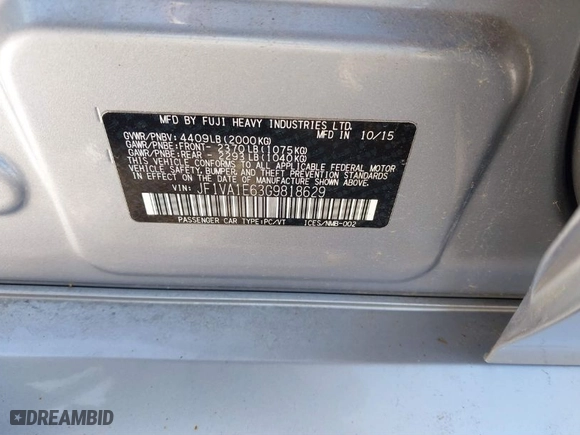 MFD BY FUJI HEAVY INDUSTRIES LTD.
GVWR/PNBV: 4409LB(2000KG) MFD IN 10/15
GAWR/PNBE:FRONT- 2370LB(1075KG)
GAWR/PNBE:REAR - 2293LB(1040KG)
THIS VEHICLE CONFORMS TO ALL APPLICABLE FEDERAL MOTOR
VEHICLE SAFETY, BUMPER AND THEFT PREVENTION STANDARDS
IN EFFECT ON THE DATE OF MANUFACTURE SHOWN ABOVE.
VIN: JF1VA1E63G9818629
PASSENGER CAR TYPE:PC/VT ICES/NMB-002
DREAMBID